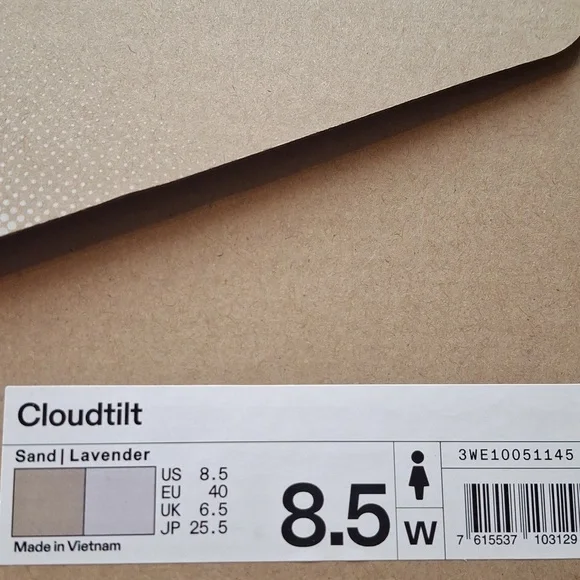 Cloudtilt
Sand | Lavender
US 8.5
EU 40
UK 6.5
JP 25.5
Made in Vietnam
8.5
W
3WE10051145
7 615537 103129